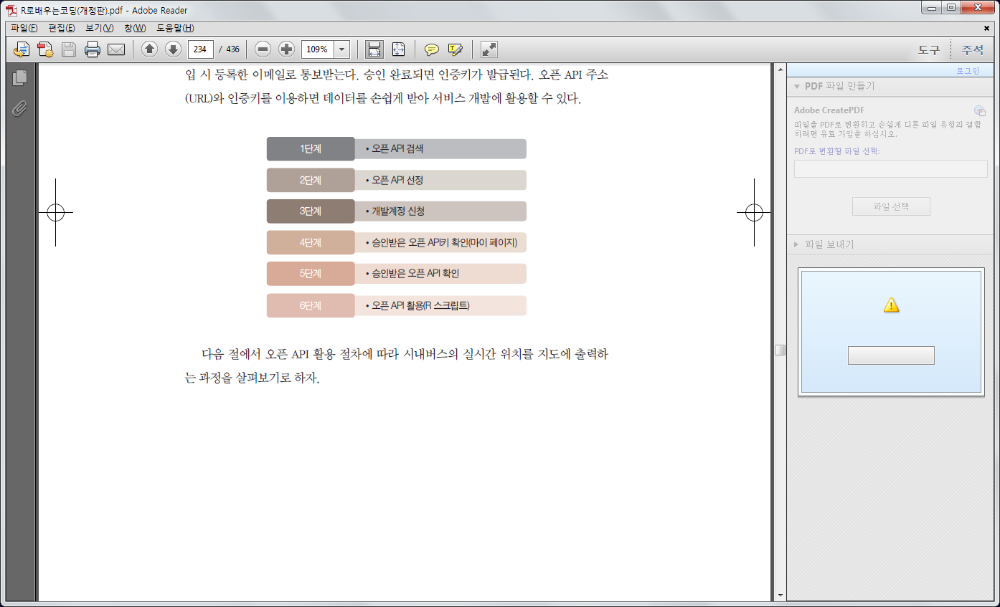 R로배우는코딩(개정판).pdf - Adobe Reader
파일(F) 편집(E) 보기(V) 창(W) 도움말(H)
234 / 436 109% 도구 주석
로그인
PDF 파일 만들기
Adobe CreatePDF
파일을 PDF로 변환하고 손쉽게 다른 파일 유형과 결합
하려면 유료 가입을 하십시오.
PDF로 변환할 파일 선택:
파일 선택
파일 보내기
입 시 등록한 이메일로 통보받는다. 승인 완료되면 인증키가 발급된다. 오픈 API 주소
(URL)와 인증키를 이용하면 데이터를 손쉽게 받아 서비스 개발에 활용할 수 있다.
1단계 • 오픈 API 검색
2단계 • 오픈 API 선정
3단계 • 개발계정 신청
4단계 • 승인받은 오픈 API키 확인(마이 페이지)
5단계 • 승인받은 오픈 API 확인
6단계 • 오픈 API 활용(R 스크립트)
다음 절에서 오픈 API 활용 절차에 따라 시내버스의 실시간 위치를 지도에 출력하
는 과정을 살펴보기로 하자.